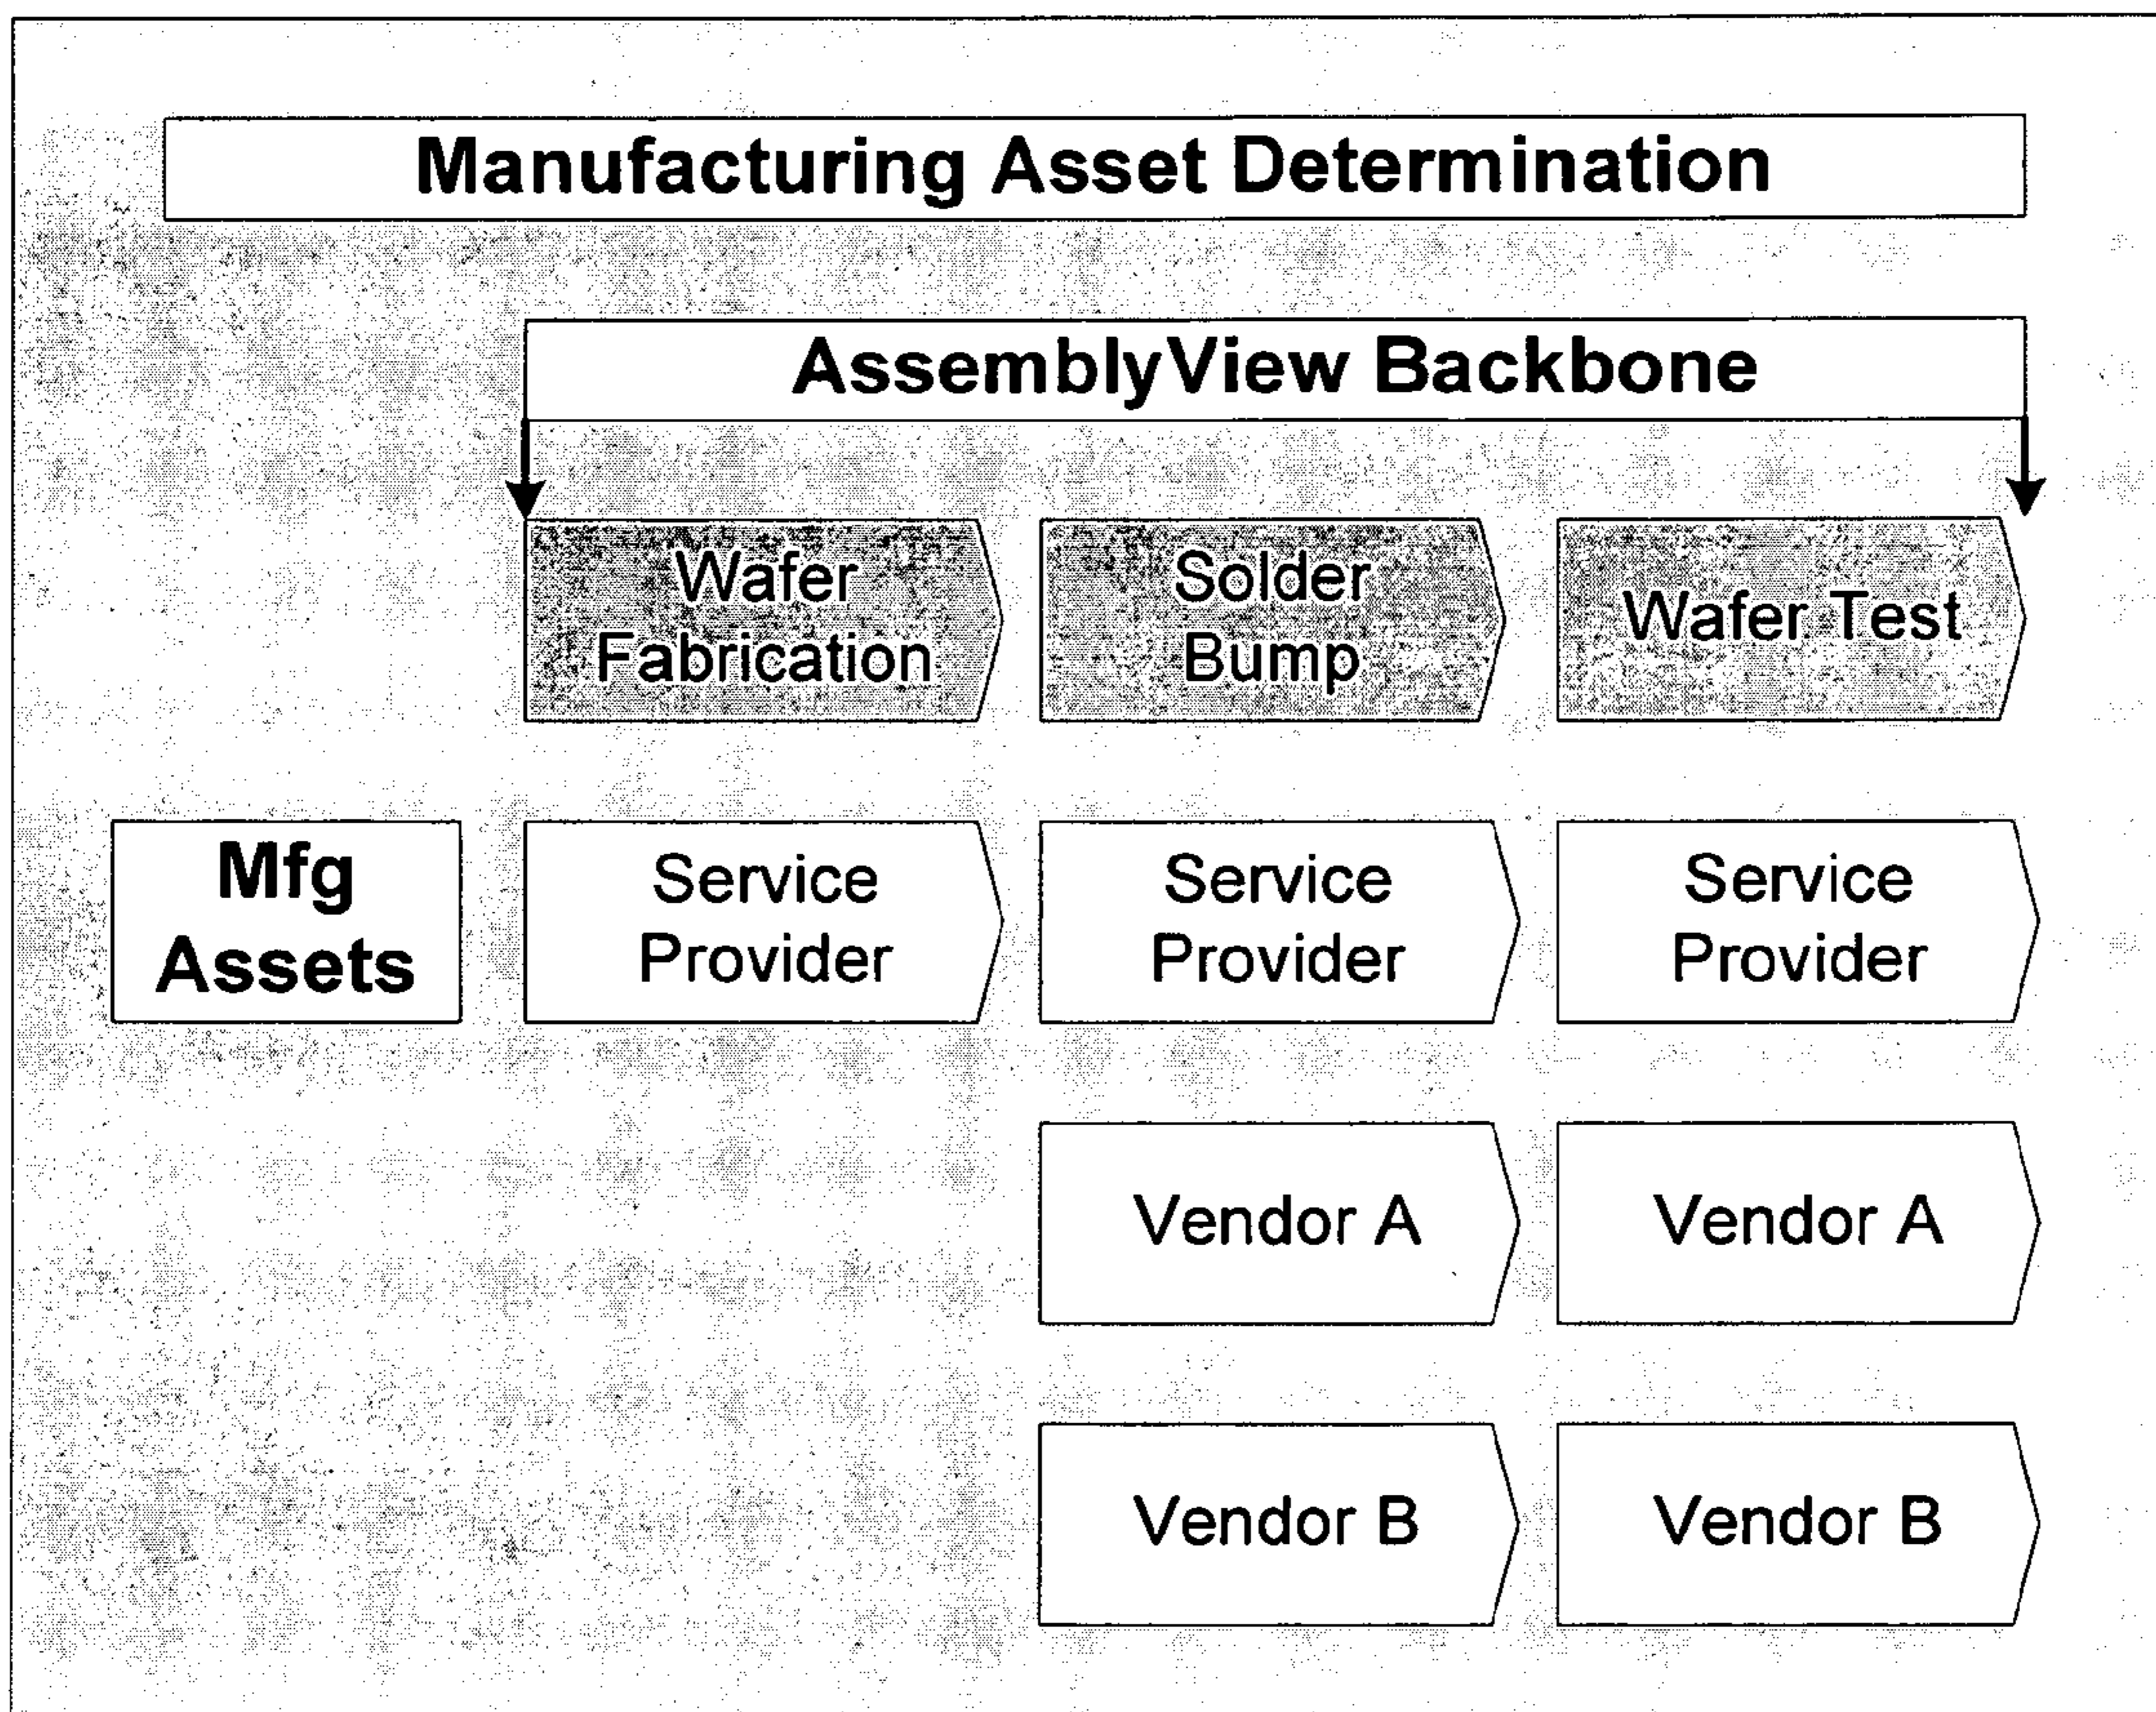 Manufacturing Asset Determination
AssemblyView Backbone
Wafer
Fabrication
Solder
Bump
Wafer Test
Mfg
Assets
Service
Provider
Service
Provider
Service
Provider
Vendor A
Vendor A
Vendor B
Vendor B